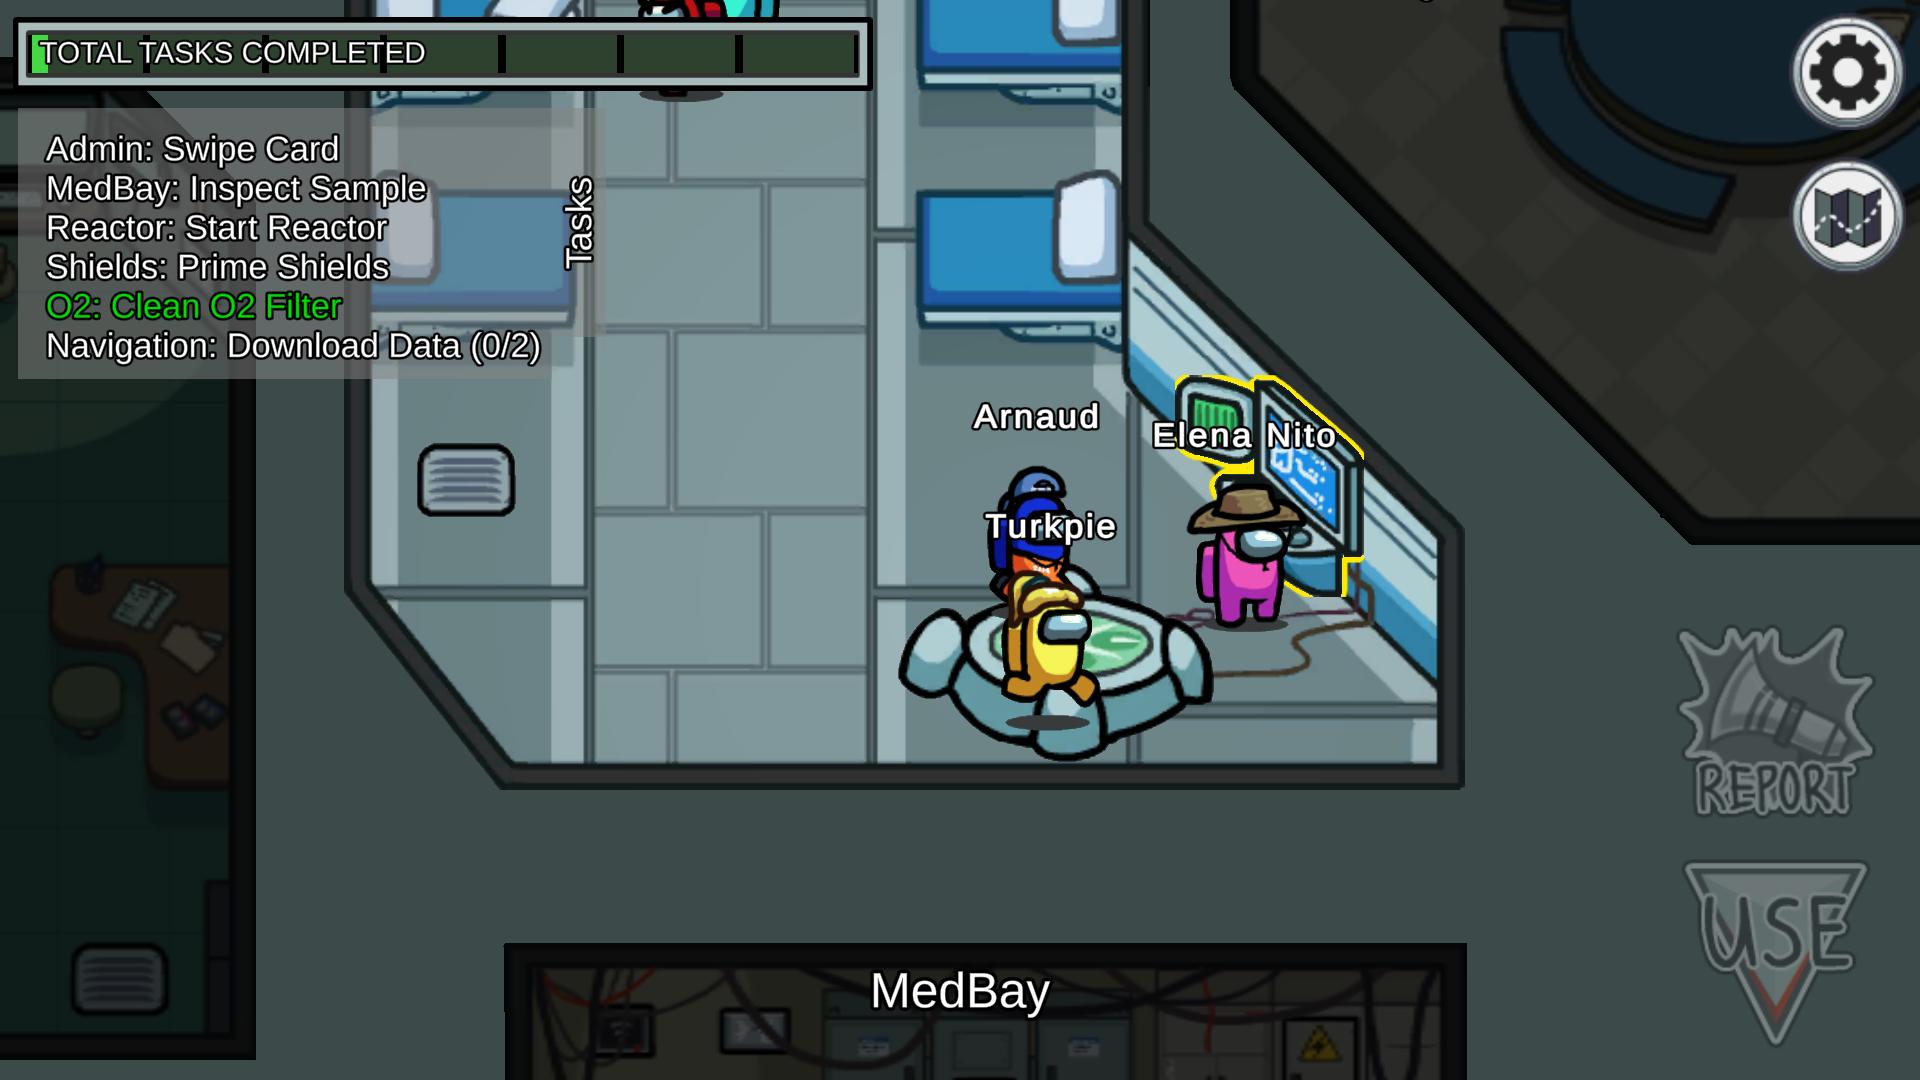 TOTAL TASKS COMPLETED
Admin: Swipe Card
MedBay: Inspect Sample
Reactor: Start Reactor
Shields: Prime Shields
O2: Clean O2 Filter
Navigation: Download Data (0/2)
Tasks
Arnaud
Elena Nito
Turkpie
REPORT
USE
MedBay